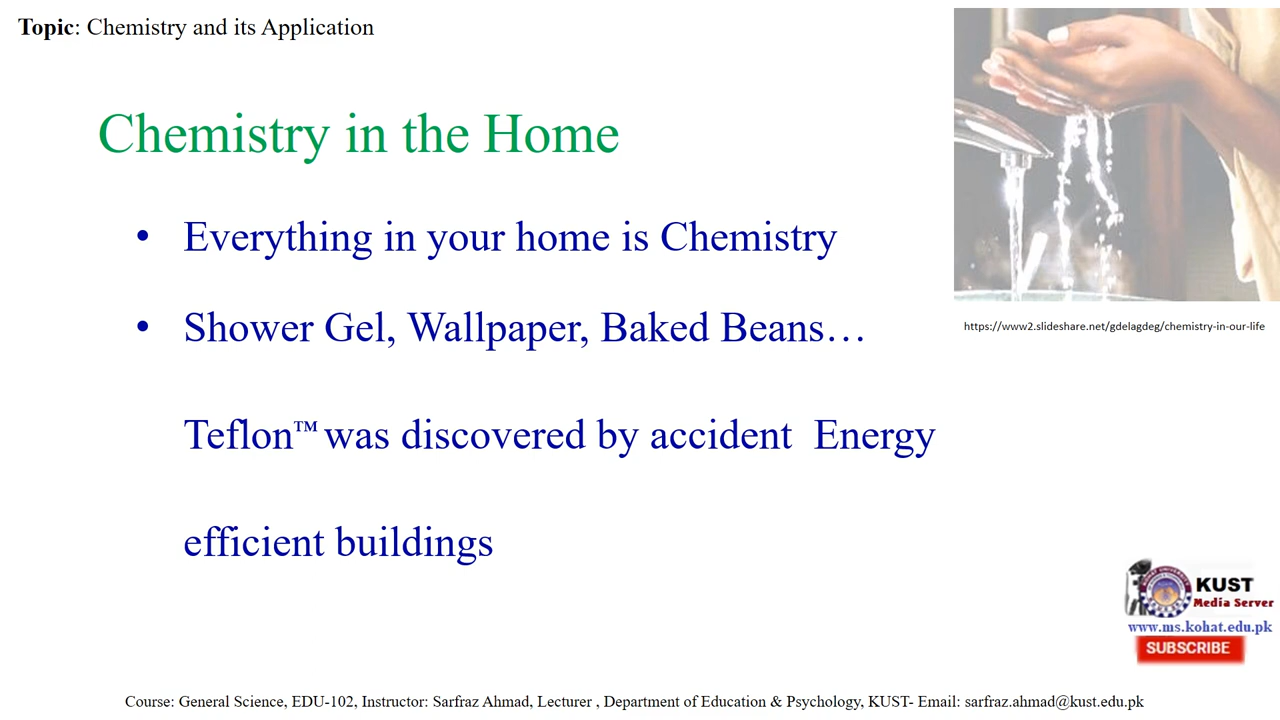 Topic: Chemistry and its Application
Chemistry in the Home
• Everything in your home is Chemistry
• Shower Gel, Wallpaper, Baked Beans…
Teflon™ was discovered by accident Energy
efficient buildings
https://www2.slideshare.net/gdelagdeg/chemistry-in-our-life
KUST
Media Server
www.ms.kohat.edu.pk
SUBSCRIBE
Course: General Science, EDU-102, Instructor: Sarfraz Ahmad, Lecturer , Department of Education & Psychology, KUST- Email: sarfraz.ahmad@kust.edu.pk